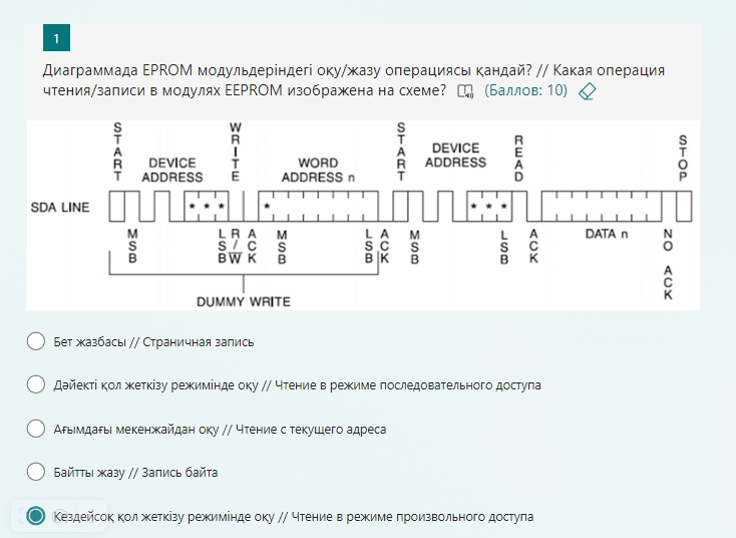 1
Диаграммада EPROM модульдеріндегі оқу/жазу операциясы қандай? // Какая операция
чтения/записи в модулях EEPROM изображена на схеме? (Баллов: 10)
START
DEVICE ADDRESS
WRITE
WORD ADDRESS n
START
DEVICE ADDRESS
READ
STOP
SDA LINE
* * *
*
* * *
MSB
LSB
R/W
ACK
MSB
LSB
ACK
MSB
LSB
ACK
DATA n
NO ACK
DUMMY WRITE
Бет жазбасы // Страничная запись
Дәйекті қол жеткізу режимінде оқу // Чтение в режиме последовательного доступа
Ағымдағы мекенжайдан оқу // Чтение с текущего адреса
Байтты жазу // Запись байта
Кездейсоқ қол жеткізу режимінде оқу // Чтение в режиме произвольного доступа